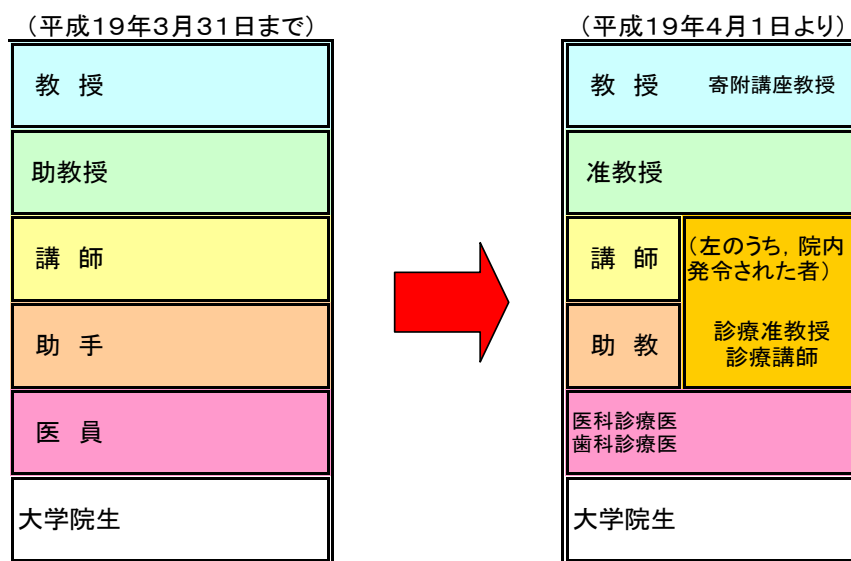 (平成19年3月31日まで)
教 授
助教授
講 師
助 手
医 員
大学院生
(平成19年4月1日より)
教 授 寄附講座教授
准教授
講 師
(左のうち，院内
発令された者)
助 教
診療准教授
診療講師
医科診療医
歯科診療医
大学院生